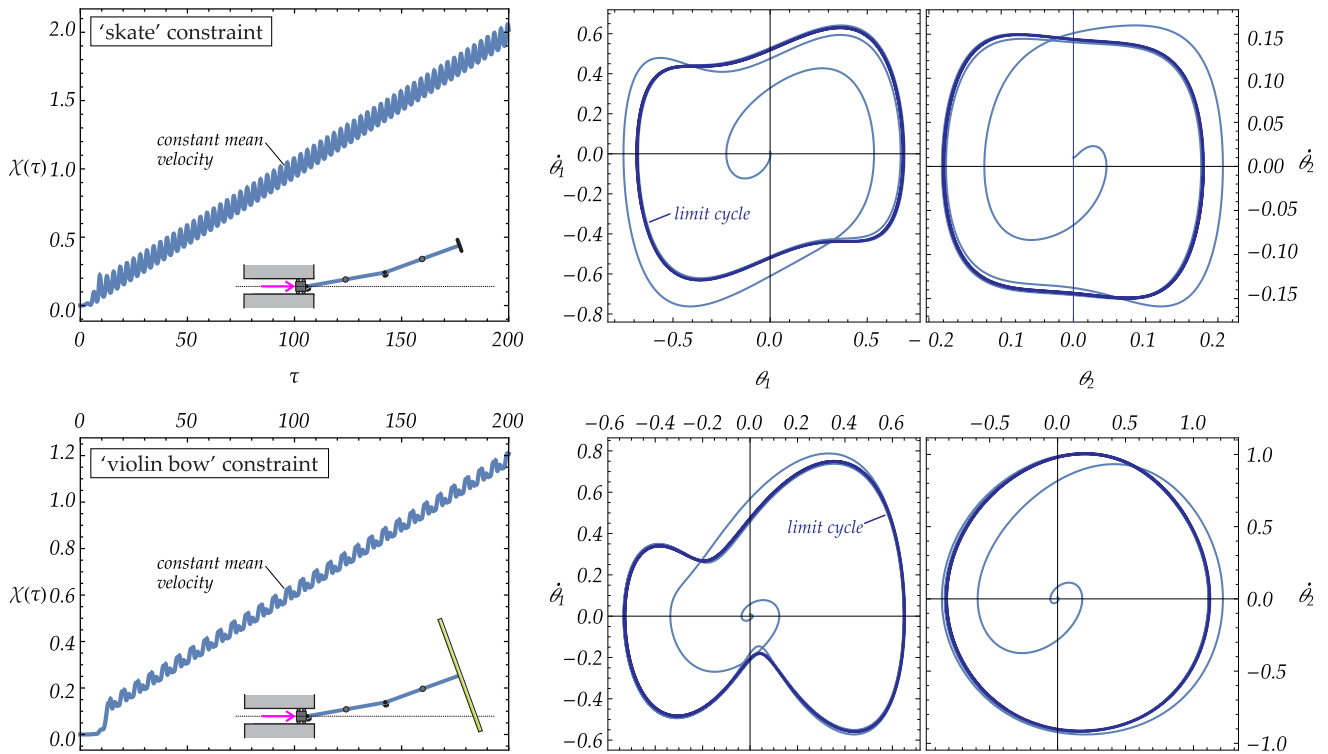 ‘skate’ constraint
2.0
1.5
1.0
0.5
0.0
χ(τ)
constant mean
velocity
0 50 100 150 200
τ
0.6
0.4
0.2
0.0
−0.2
−0.4
−0.6
−0.8
θ̇1
limit cycle
−0.5 0.0 0.5 −
θ1
0.15
0.10
0.05
0.00
−0.05
−0.10
−0.15
θ̇2
−0.2 −0.1 0.0 0.1 0.2
θ2
0 50 100 150 200
‘violin bow’ constraint
1.2
1.0
0.8
0.6
0.4
0.2
0.0
χ(τ)
constant mean
velocity
−0.6 −0.4 −0.2 0.0 0.2 0.4 0.6
0.8
0.6
0.4
0.2
0.0
−0.2
−0.4
−0.6
θ̇1
limit cycle
−0.5 0.0 0.5 1.0
1.0
0.5
0.0
−0.5
−1.0
θ̇2